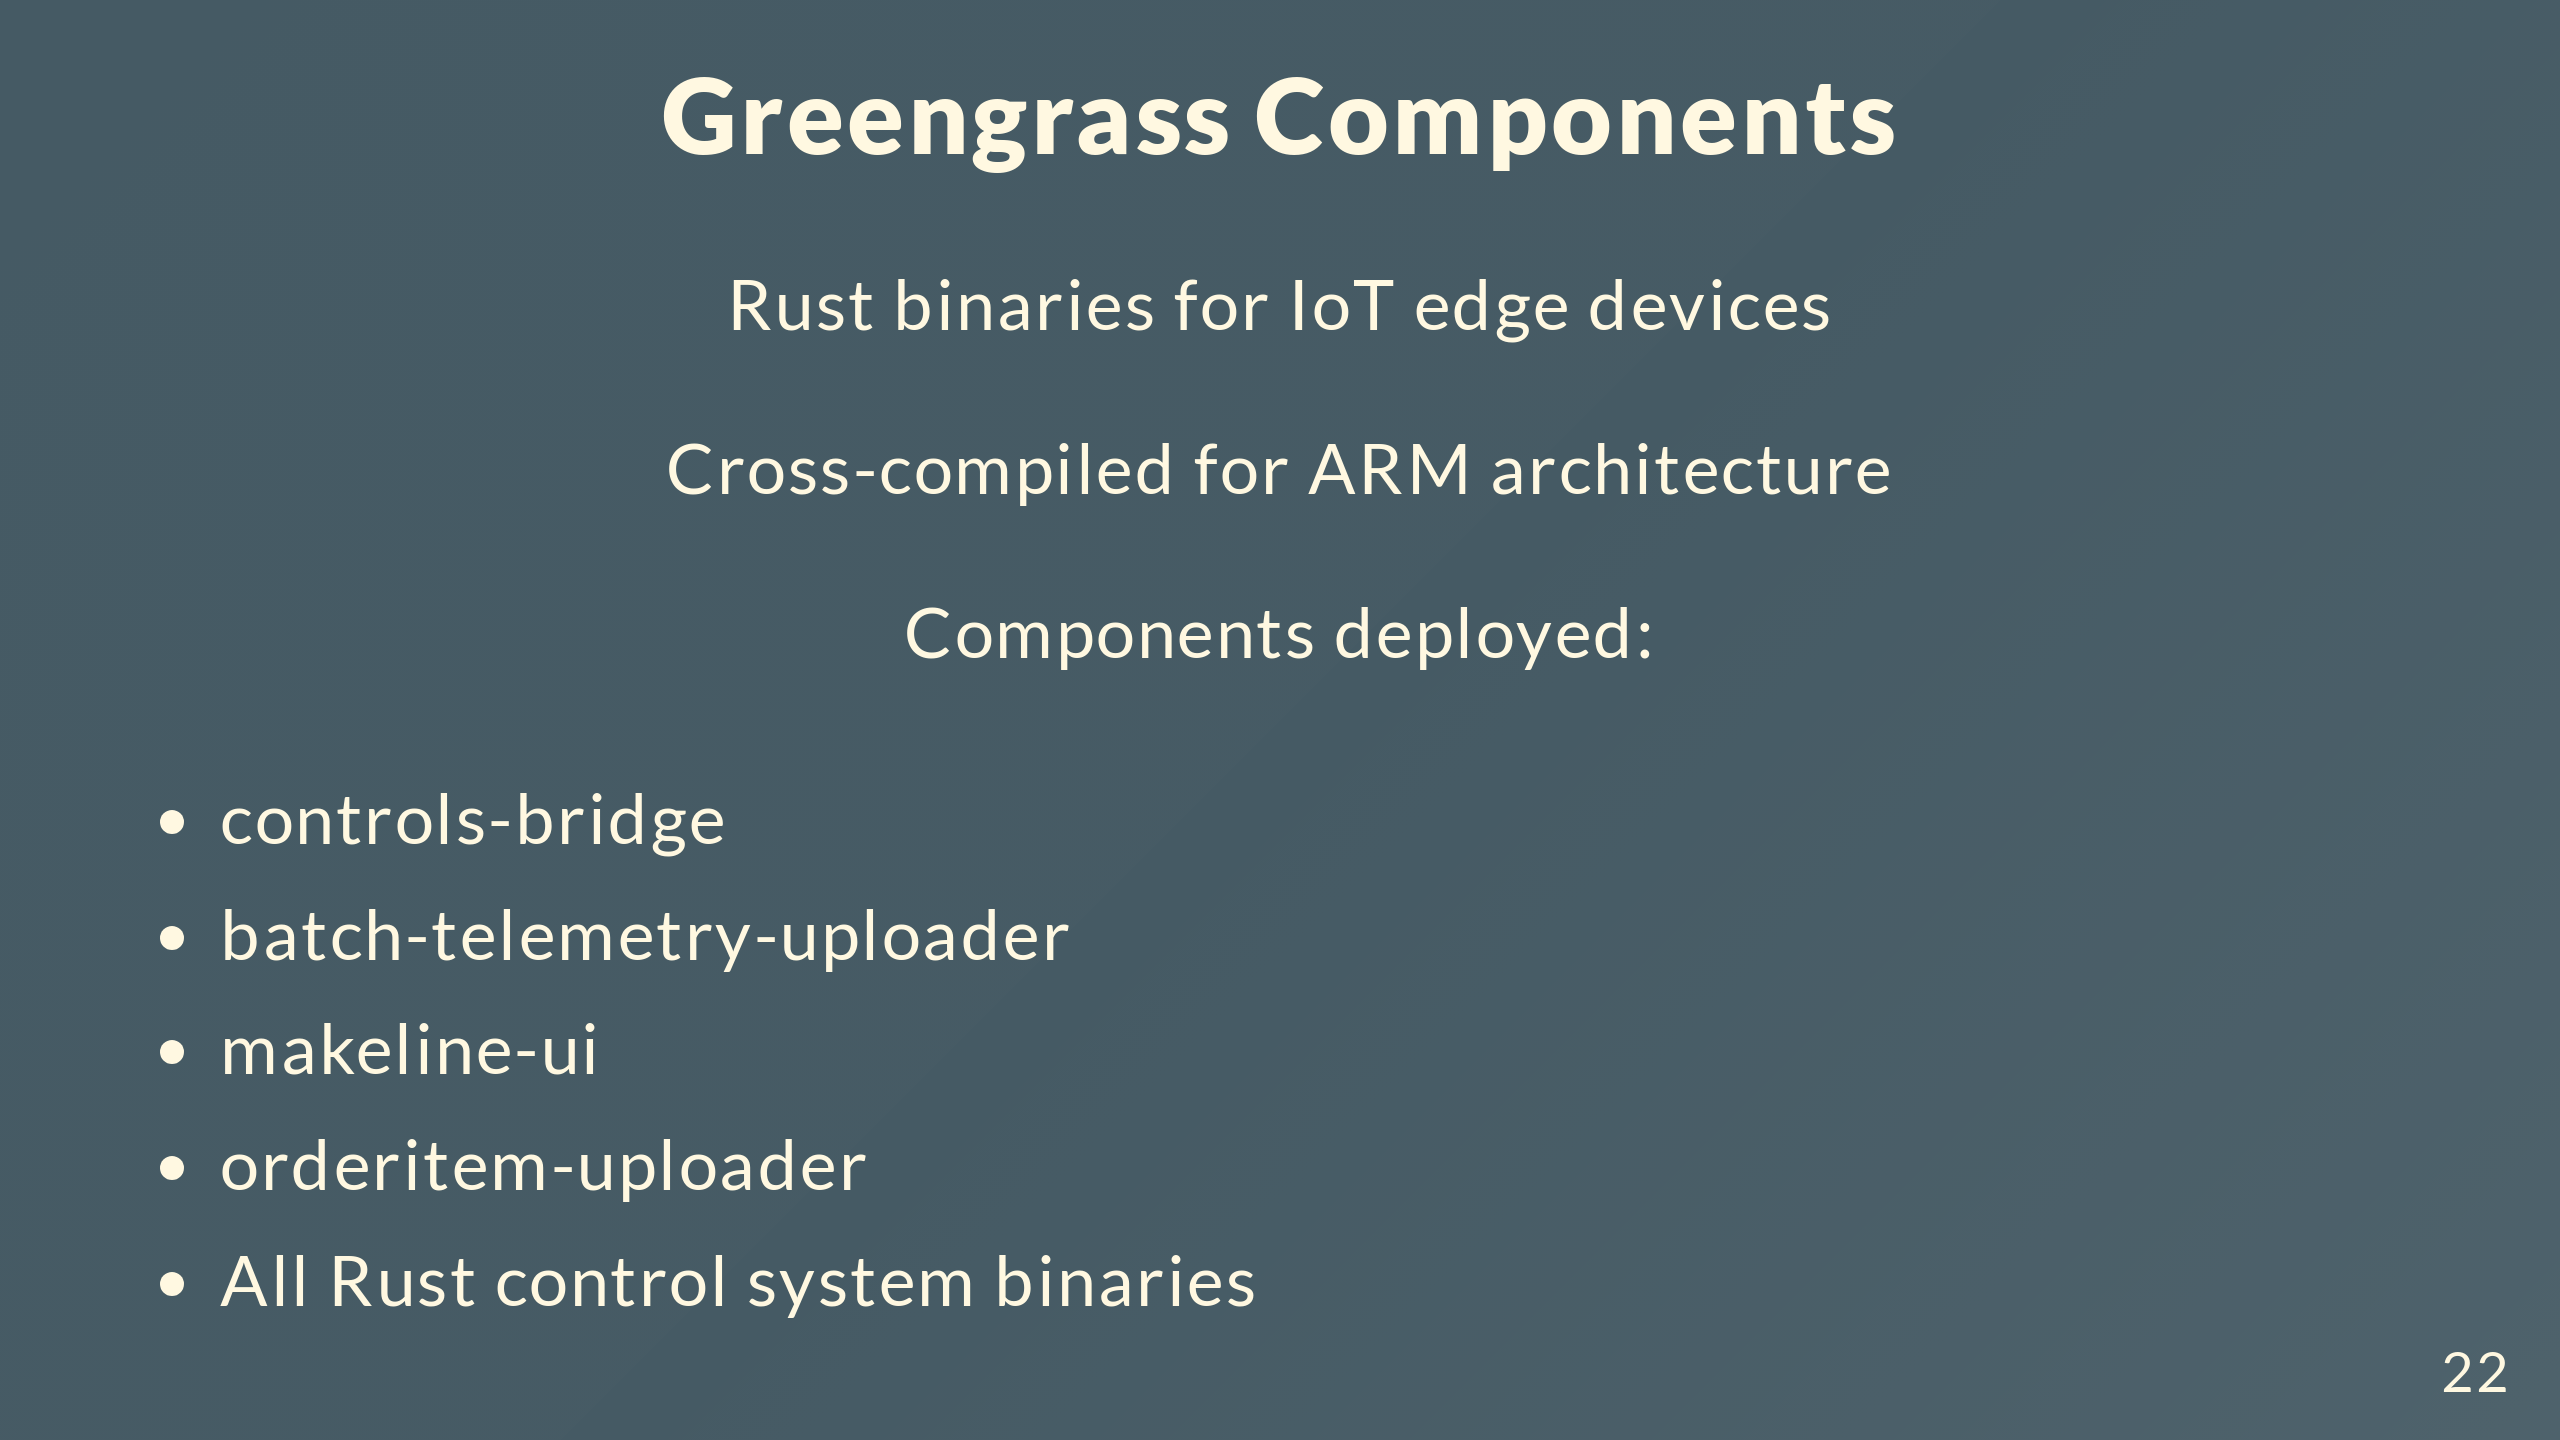 Greengrass Components
Rust binaries for IoT edge devices
Cross-compiled for ARM architecture
Components deployed:
• controls-bridge
• batch-telemetry-uploader
• makeline-ui
• orderitem-uploader
• All Rust control system binaries
22